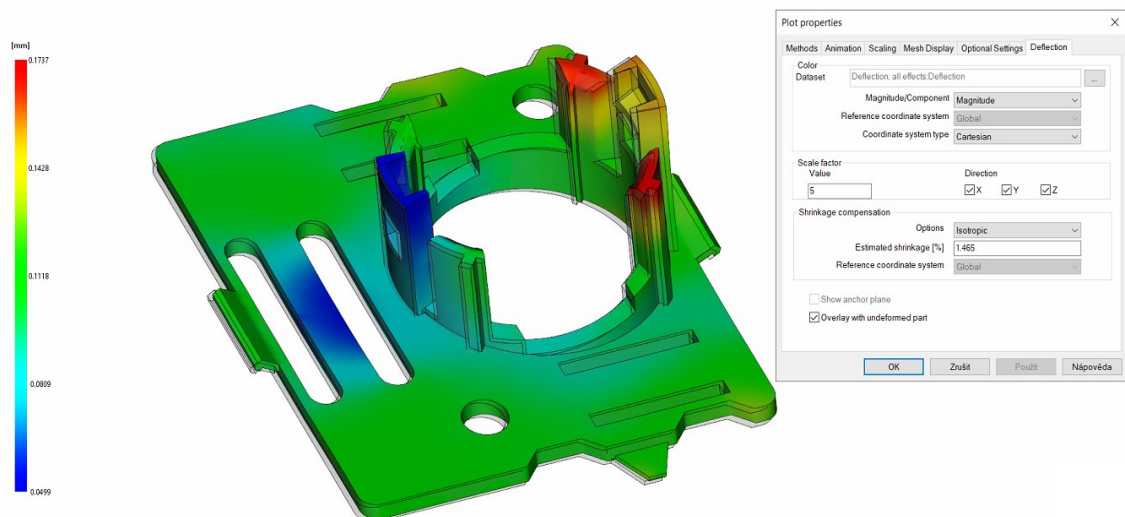 [mm]
0.1737
0.1428
0.1118
0.0809
0.0499
Plot properties
Methods Animation Scaling Mesh Display Optional Settings Deflection
Color
Dataset Deflection, all effects:Deflection ...
Magnitude/Component Magnitude
Reference coordinate system Global
Coordinate system type Cartesian
Scale factor
Value Direction
5 X Y Z
Shrinkage compensation
Options Isotropic
Estimated shrinkage [%] 1.465
Reference coordinate system Global
Show anchor plane
Overlay with undeformed part
OK Zrušit Použít Nápověda